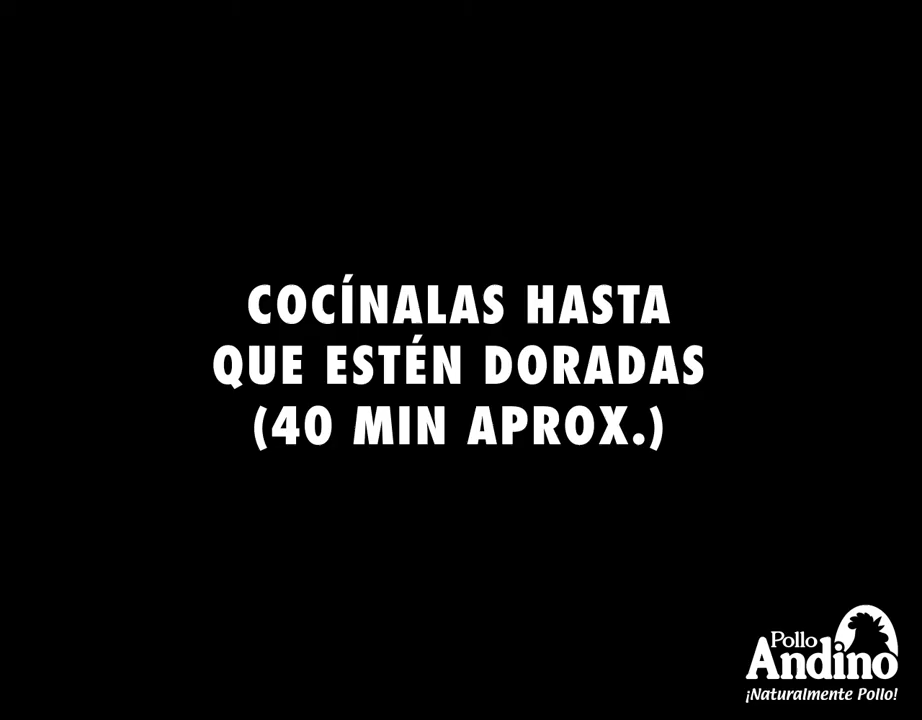 COCÍNALAS HASTA
QUE ESTÉN DORADAS
(40 MIN APROX.)
Pollo
Andino
¡Naturalmente Pollo!